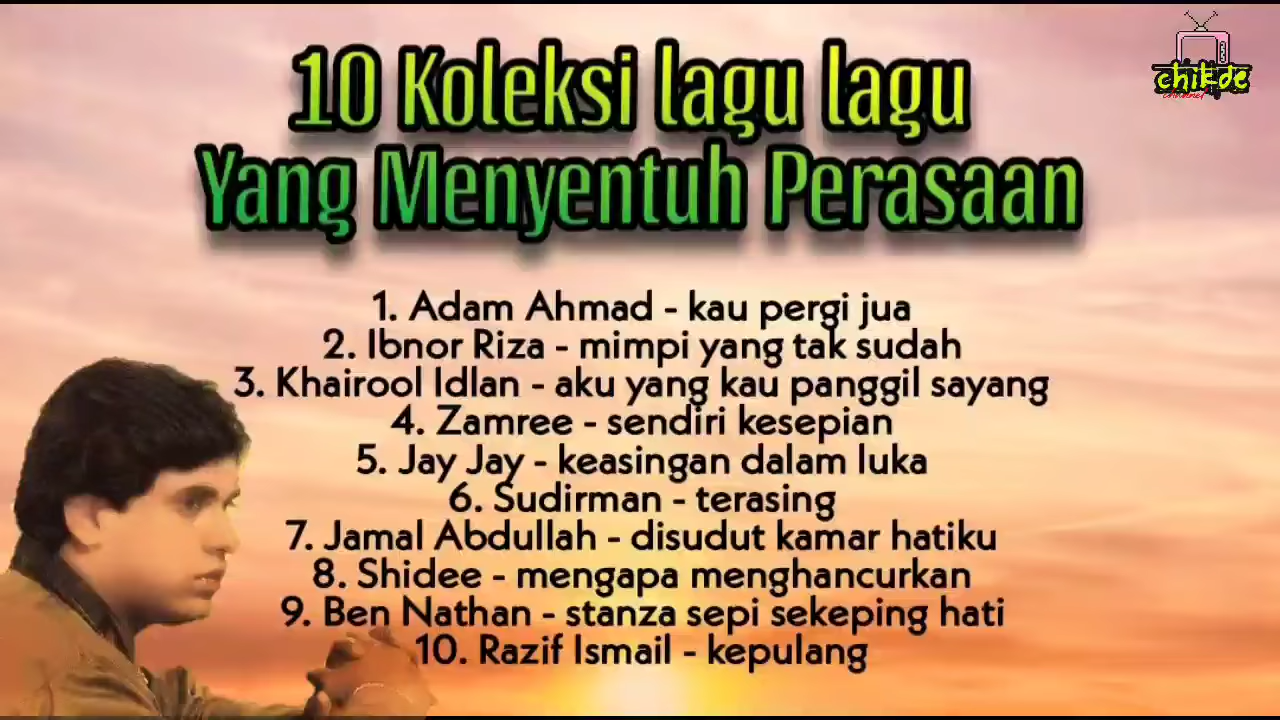 10 Koleksi lagu lagu
Yang Menyentuh Perasaan
chikde
channel
1. Adam Ahmad - kau pergi jua
2. Ibnor Riza - mimpi yang tak sudah
3. Khairool Idlan - aku yang kau panggil sayang
4. Zamree - sendiri kesepian
5. Jay Jay - keasingan dalam luka
6. Sudirman - terasing
7. Jamal Abdullah - disudut kamar hatiku
8. Shidee - mengapa menghancurkan
9. Ben Nathan - stanza sepi sekeping hati
10. Razif Ismail - kepulang